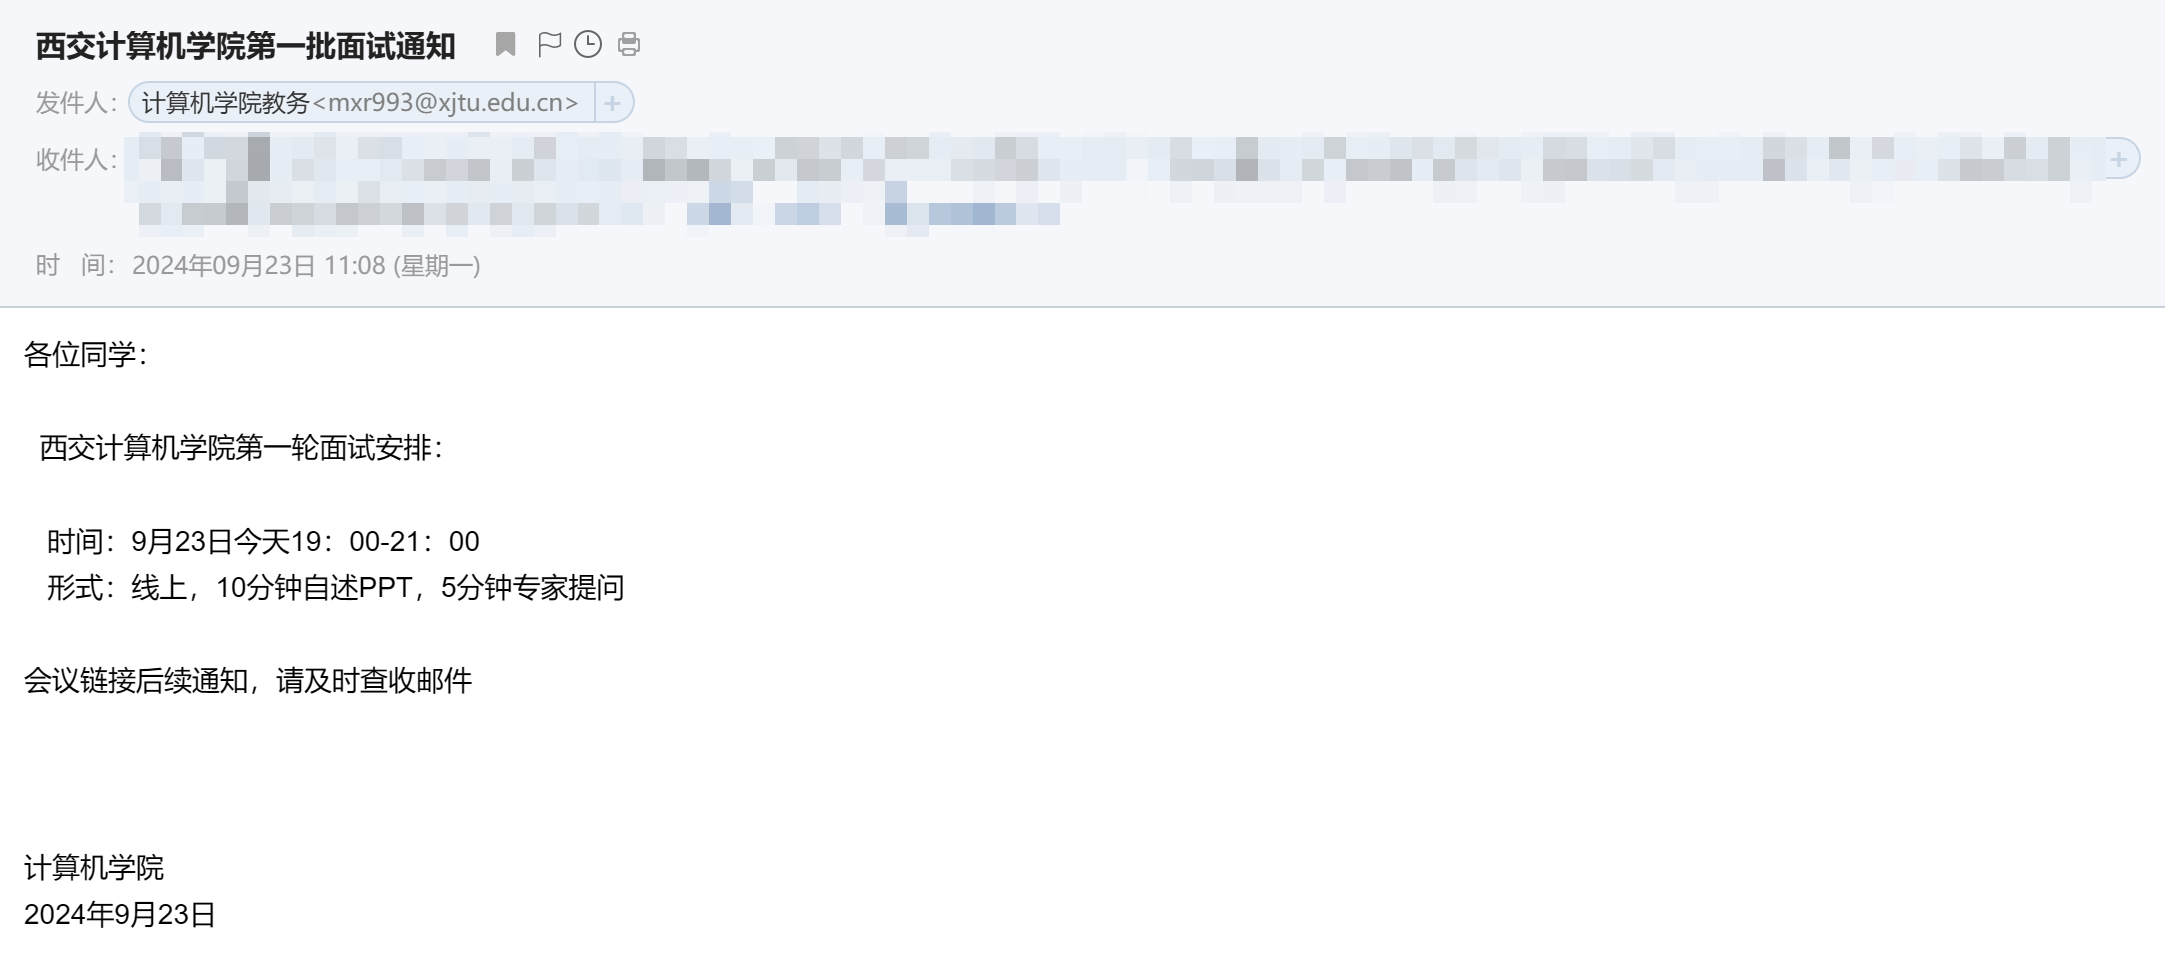 西交计算机学院第一批面试通知
发件人：计算机学院教务<mxr993@xjtu.edu.cn>
收件人：
时 间：2024年09月23日 11:08 (星期一)
各位同学：
西交计算机学院第一轮面试安排：
时间：9月23日今天19：00-21：00
形式：线上，10分钟自述PPT，5分钟专家提问
会议链接后续通知，请及时查收邮件
计算机学院
2024年9月23日